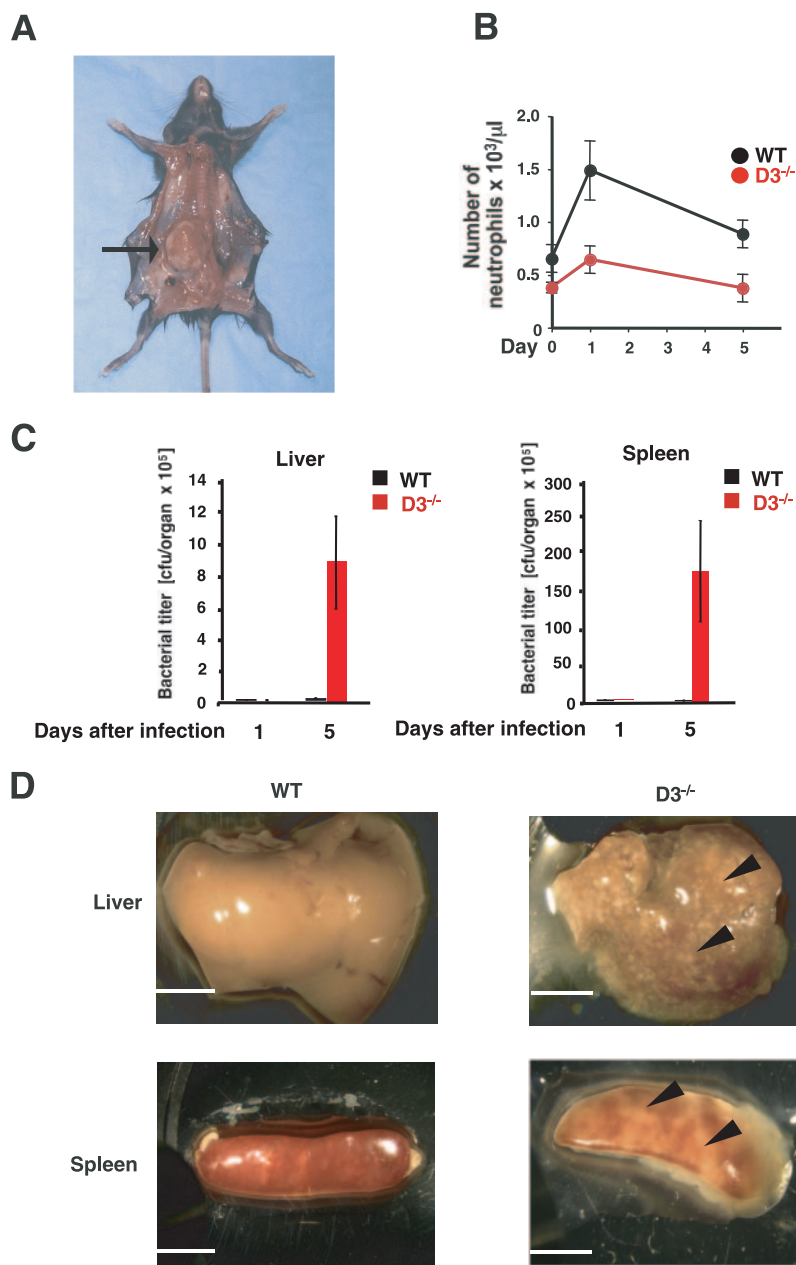 A
B
Number of
neutrophils x 10³/µl
2.0
1.5
1.0
0.5
0
WT
D3⁻/⁻
Day 0 1 2 3 4 5
C
Liver
Bacterial titer [cfu/organ x 10⁵]
14
12
10
8
6
4
2
0
WT
D3⁻/⁻
Days after infection 1 5
Spleen
Bacterial titer [cfu/organ x 10⁵]
300
250
200
150
100
50
0
WT
D3⁻/⁻
Days after infection 1 5
D
WT D3⁻/⁻
Liver
Spleen